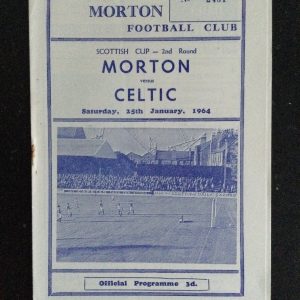 MORTON
FOOTBALL CLUB
SCOTTISH CUP — 2nd Round
MORTON
versus
CELTIC
Saturday, 25th January, 1964
Official Programme 3d.